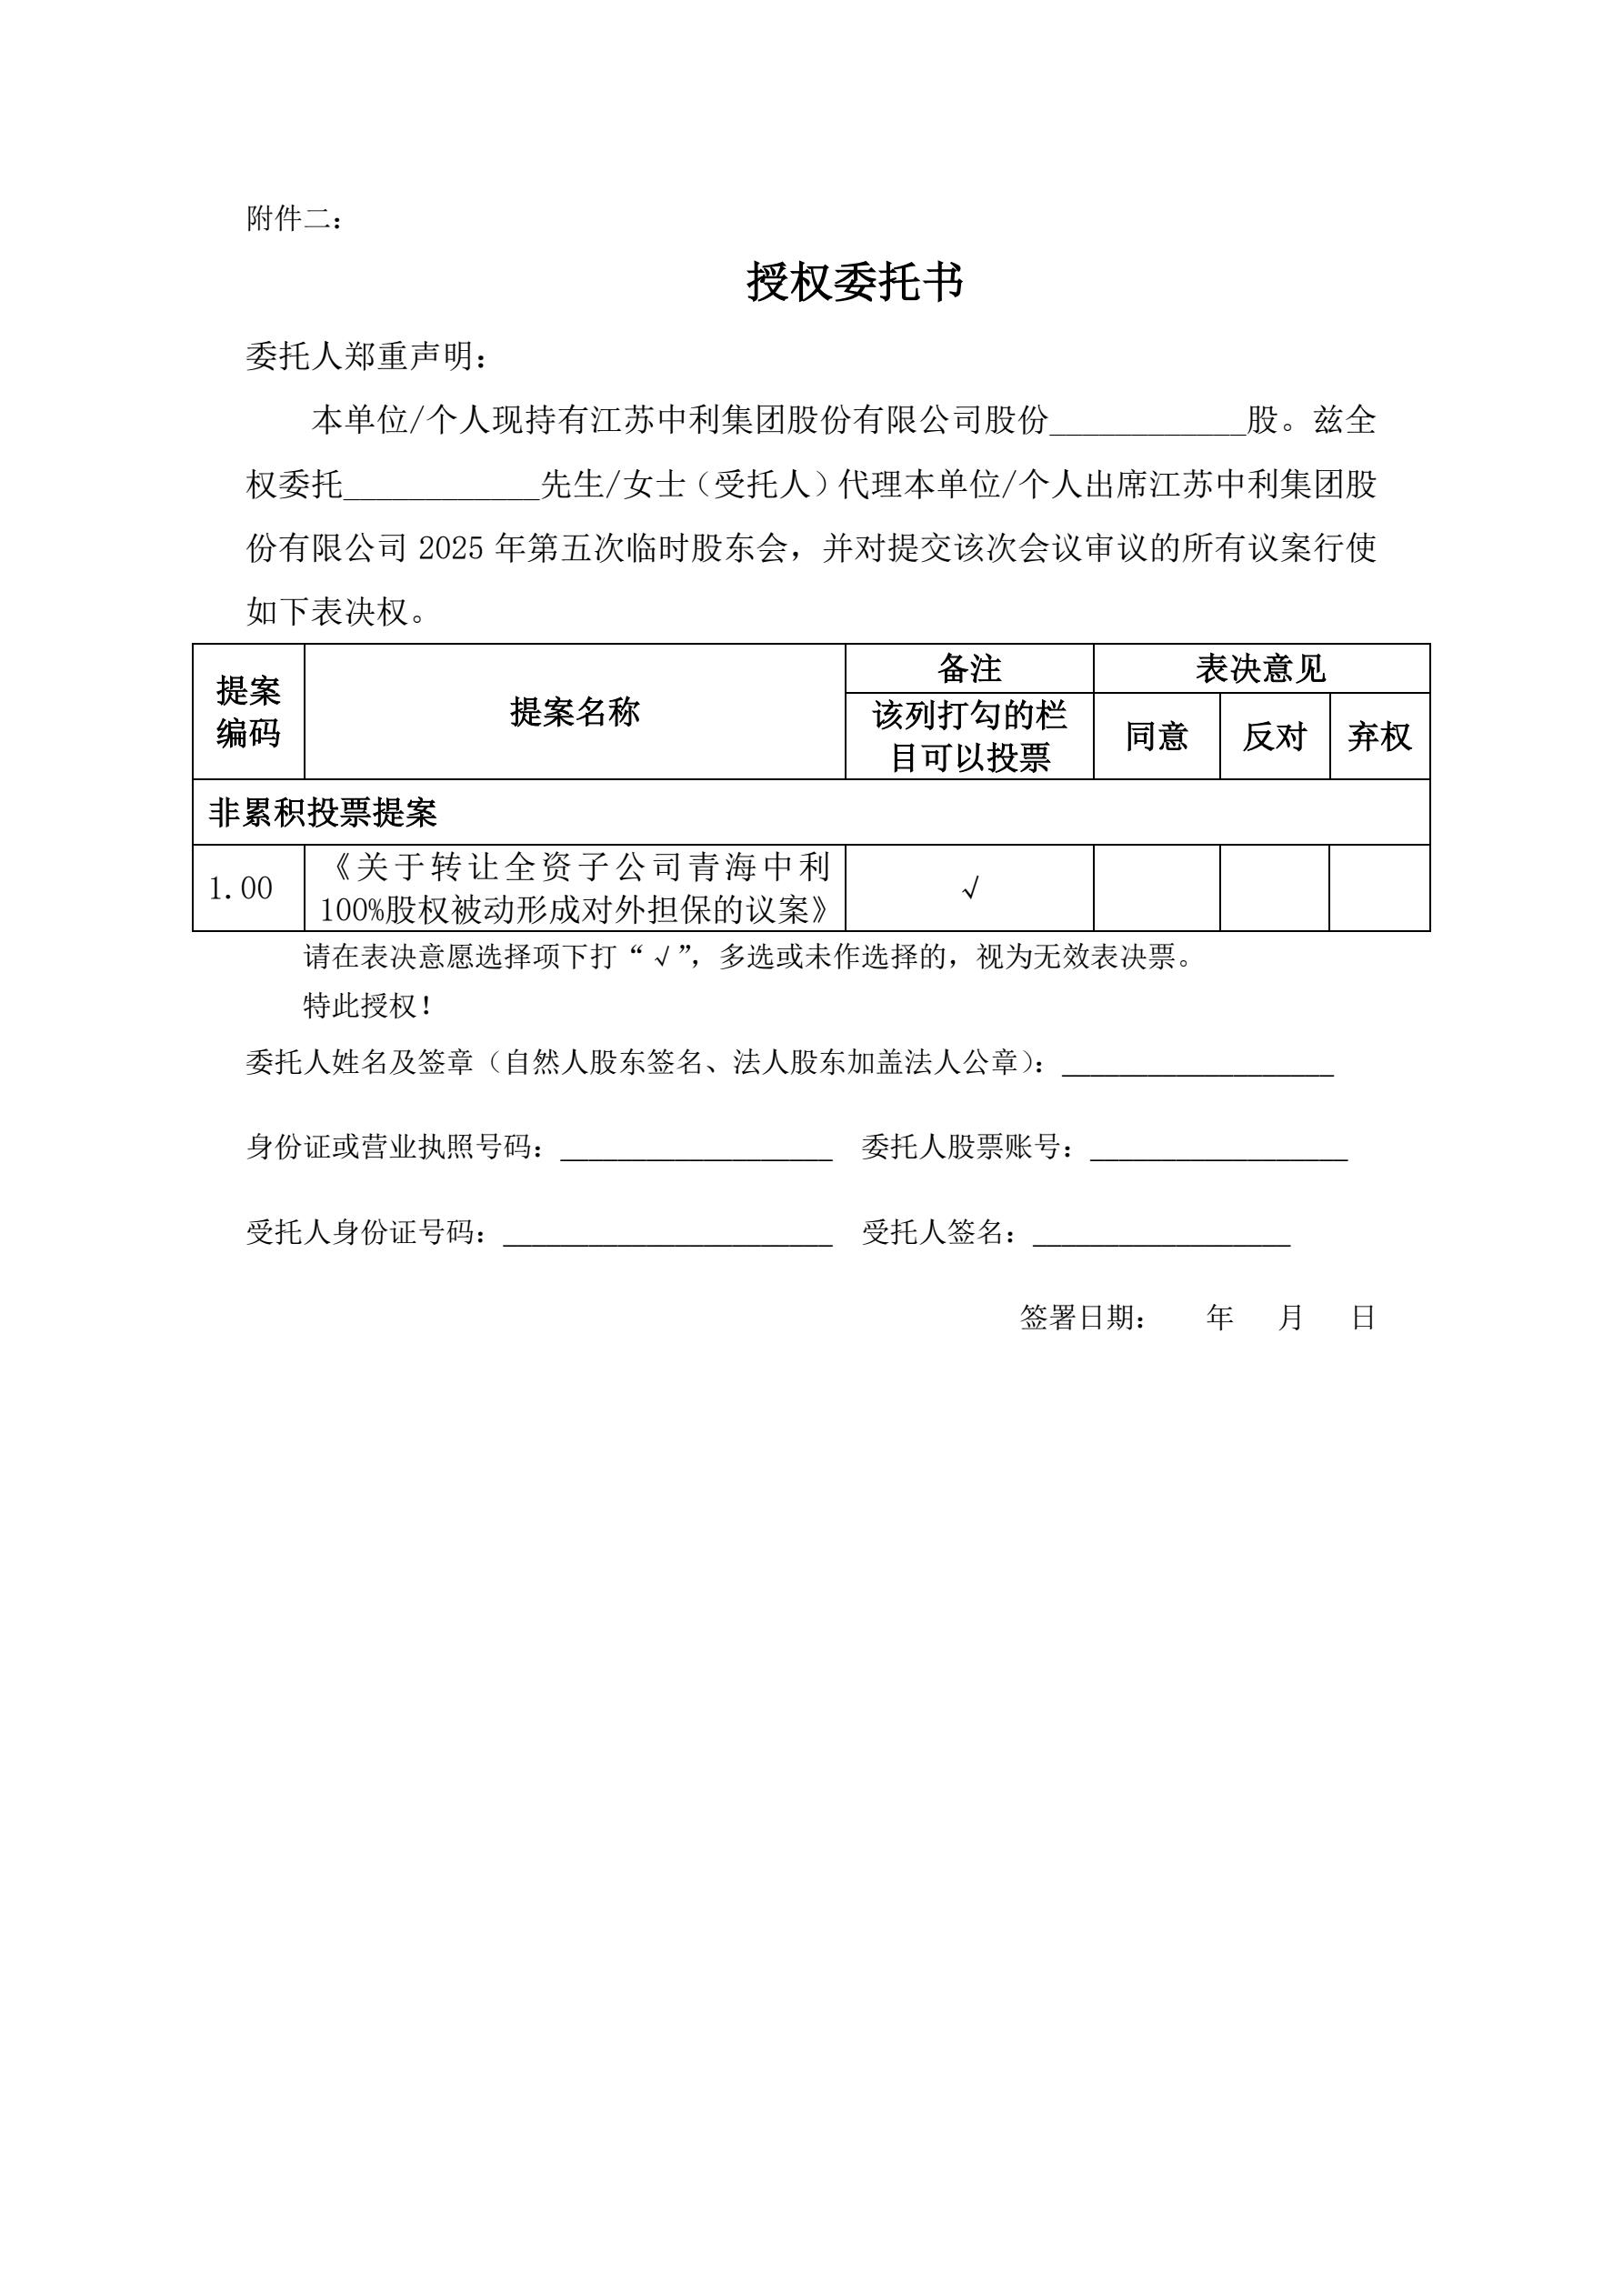 附件二：
授权委托书
委托人郑重声明：
本单位/个人现持有江苏中利集团股份有限公司股份____________股。兹全
权委托____________先生/女士（受托人）代理本单位/个人出席江苏中利集团股
份有限公司 2025 年第五次临时股东会，并对提交该次会议审议的所有议案行使
如下表决权。
提案
编码
提案名称
备注
表决意见
该列打勾的栏
目可以投票
同意
反对
弃权
非累积投票提案
1.00
《关于转让全资子公司青海中利
100%股权被动形成对外担保的议案》
√
请在表决意愿选择项下打“√”，多选或未作选择的，视为无效表决票。
特此授权！
委托人姓名及签章（自然人股东签名、法人股东加盖法人公章）：___________________
身份证或营业执照号码：___________________ 委托人股票账号：__________________
受托人身份证号码：_______________________ 受托人签名：__________________
签署日期： 年 月 日